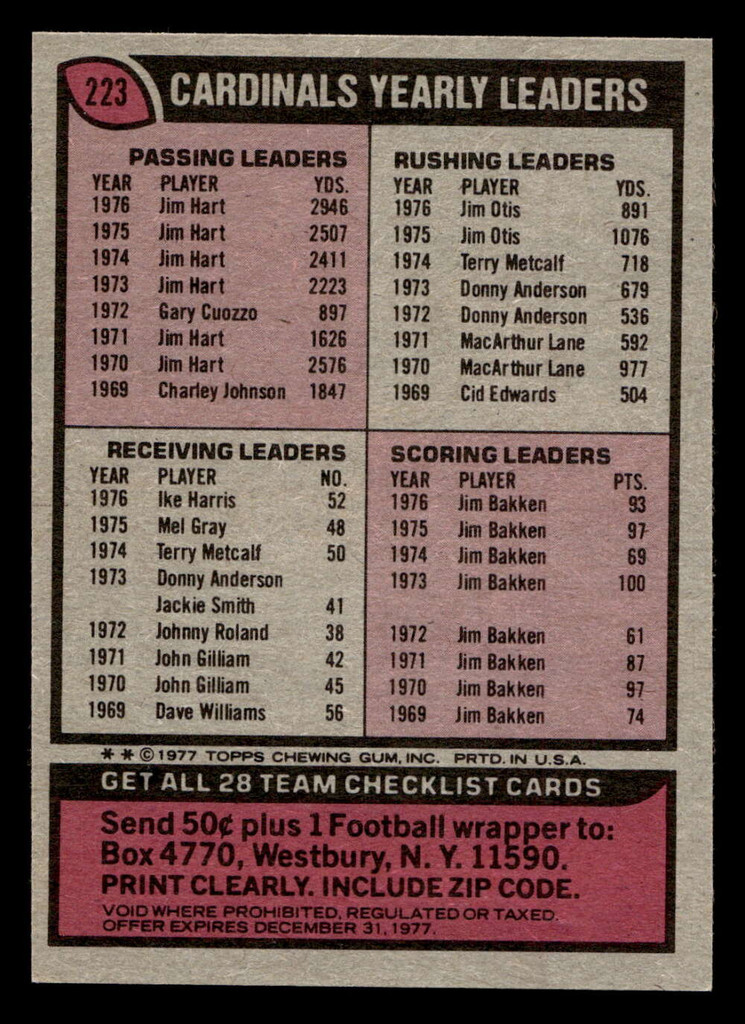 223 CARDINALS YEARLY LEADERS
PASSING LEADERS
YEAR PLAYER YDS.
1976 Jim Hart 2946
1975 Jim Hart 2507
1974 Jim Hart 2411
1973 Jim Hart 2223
1972 Gary Cuozzo 897
1971 Jim Hart 1626
1970 Jim Hart 2576
1969 Charley Johnson 1847
RUSHING LEADERS
YEAR PLAYER YDS.
1976 Jim Otis 891
1975 Jim Otis 1076
1974 Terry Metcalf 718
1973 Donny Anderson 679
1972 Donny Anderson 536
1971 MacArthur Lane 592
1970 MacArthur Lane 977
1969 Cid Edwards 504
RECEIVING LEADERS
YEAR PLAYER NO.
1976 Ike Harris 52
1975 Mel Gray 48
1974 Terry Metcalf 50
1973 Donny Anderson
Jackie Smith 41
1972 Johnny Roland 38
1971 John Gilliam 42
1970 John Gilliam 45
1969 Dave Williams 56
SCORING LEADERS
YEAR PLAYER PTS.
1976 Jim Bakken 93
1975 Jim Bakken 97
1974 Jim Bakken 69
1973 Jim Bakken 100
1972 Jim Bakken 61
1971 Jim Bakken 87
1970 Jim Bakken 97
1969 Jim Bakken 74
* * © 1977 TOPPS CHEWING GUM, INC. PRTD. IN U.S.A.
GET ALL 28 TEAM CHECKLIST CARDS
Send 50¢ plus 1 Football wrapper to:
Box 4770, Westbury, N. Y. 11590.
PRINT CLEARLY. INCLUDE ZIP CODE.
VOID WHERE PROHIBITED, REGULATED OR TAXED.
OFFER EXPIRES DECEMBER 31, 1977.